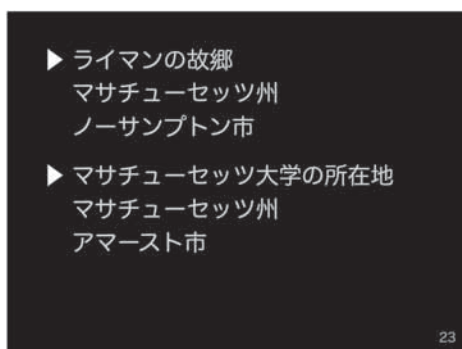 ▶ ライマンの故郷
マサチューセッツ州
ノーサンプトン市
▶ マサチューセッツ大学の所在地
マサチューセッツ州
アマースト市
23